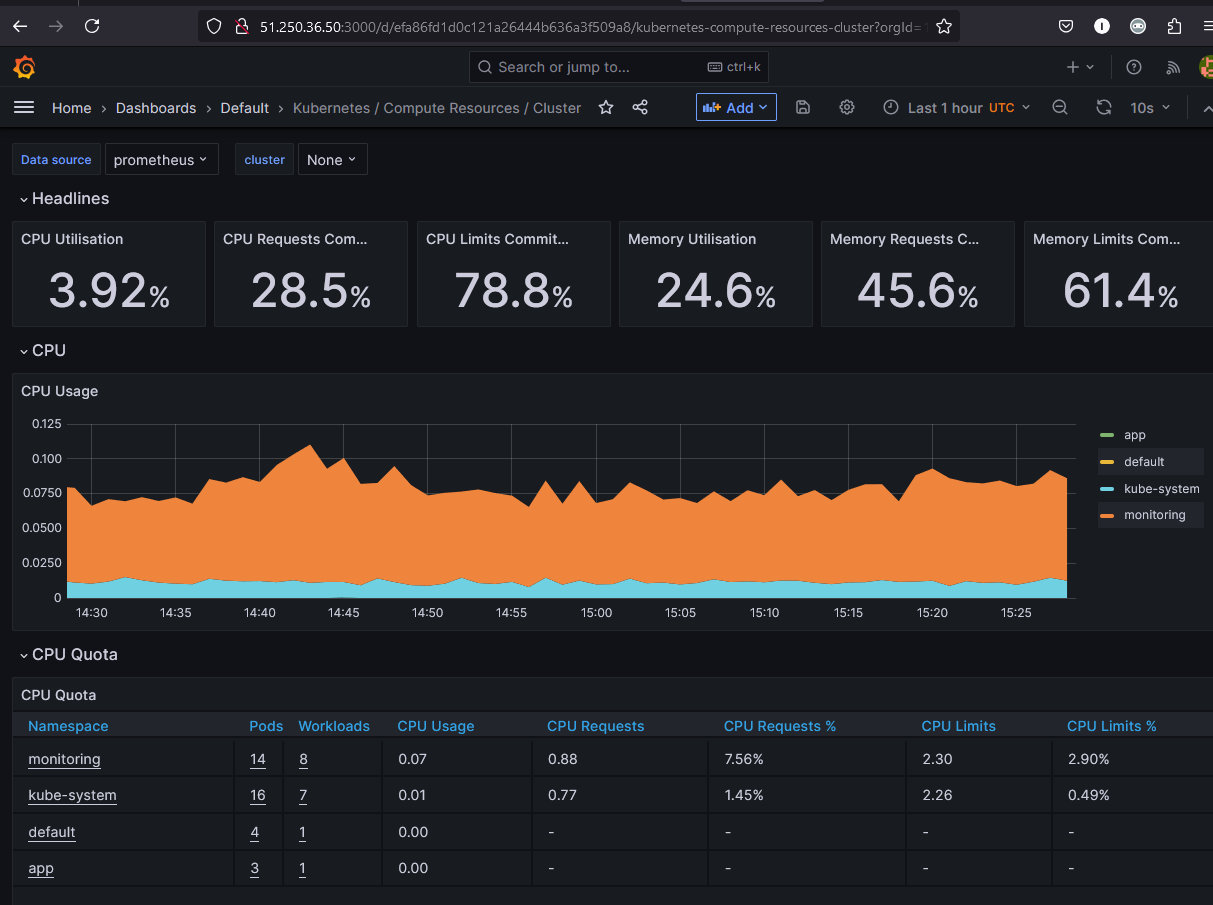 51.250.36.50:3000/d/efa86fd1d0c121a26444b636a3f509a8/kubernetes-compute-resources-cluster?orgId=
Search or jump to... ctrl+k
Home › Dashboards › Default › Kubernetes / Compute Resources / Cluster Add Last 1 hour UTC 10s
Data source prometheus cluster None
Headlines
CPU Utilisation CPU Requests Com... CPU Limits Commit... Memory Utilisation Memory Requests C... Memory Limits Com...
3.92% 28.5% 78.8% 24.6% 45.6% 61.4%
CPU
CPU Usage
0.125
0.100
0.0750
0.0500
0.0250
0
14:30 14:35 14:40 14:45 14:50 14:55 15:00 15:05 15:10 15:15 15:20 15:25
app
default
kube-system
monitoring
CPU Quota
CPU Quota
Namespace Pods Workloads CPU Usage CPU Requests CPU Requests % CPU Limits CPU Limits %
monitoring 14 8 0.07 0.88 7.56% 2.30 2.90%
kube-system 16 7 0.01 0.77 1.45% 2.26 0.49%
default 4 1 0.00 - - - -
app 3 1 0.00 - - - -